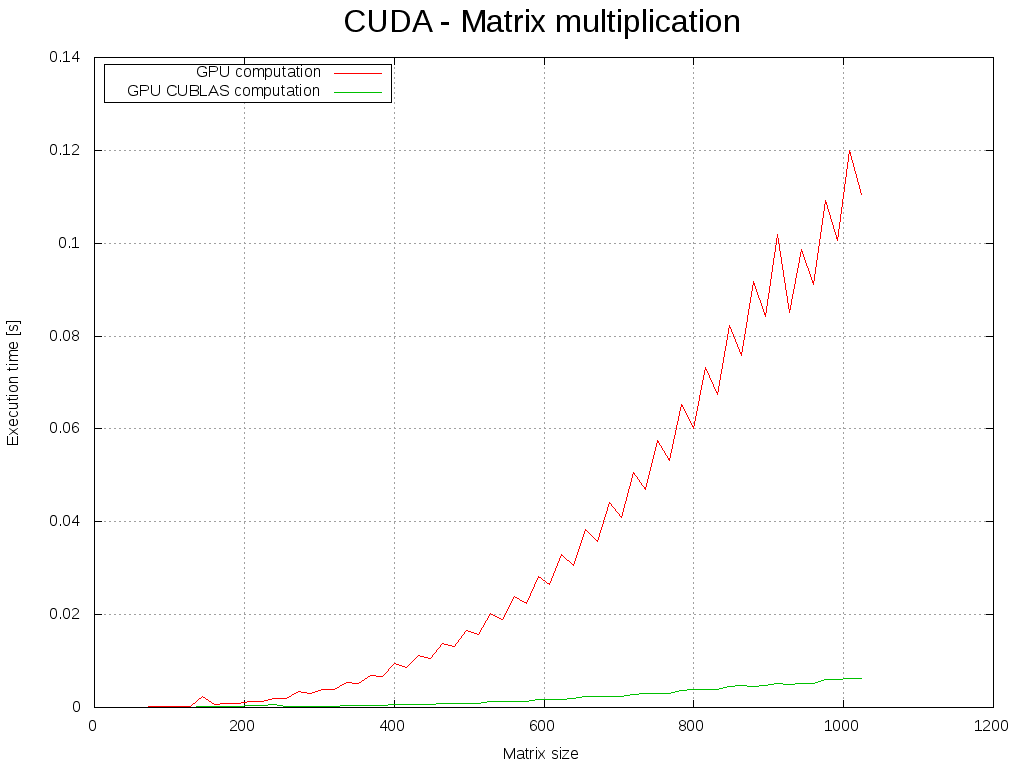 CUDA - Matrix multiplication
0.14
GPU computation
GPU CUBLAS computation
0.12
0.1
0.08
0.06
0.04
0.02
0
Execution time [s]
0 200 400 600 800 1000 1200
Matrix size